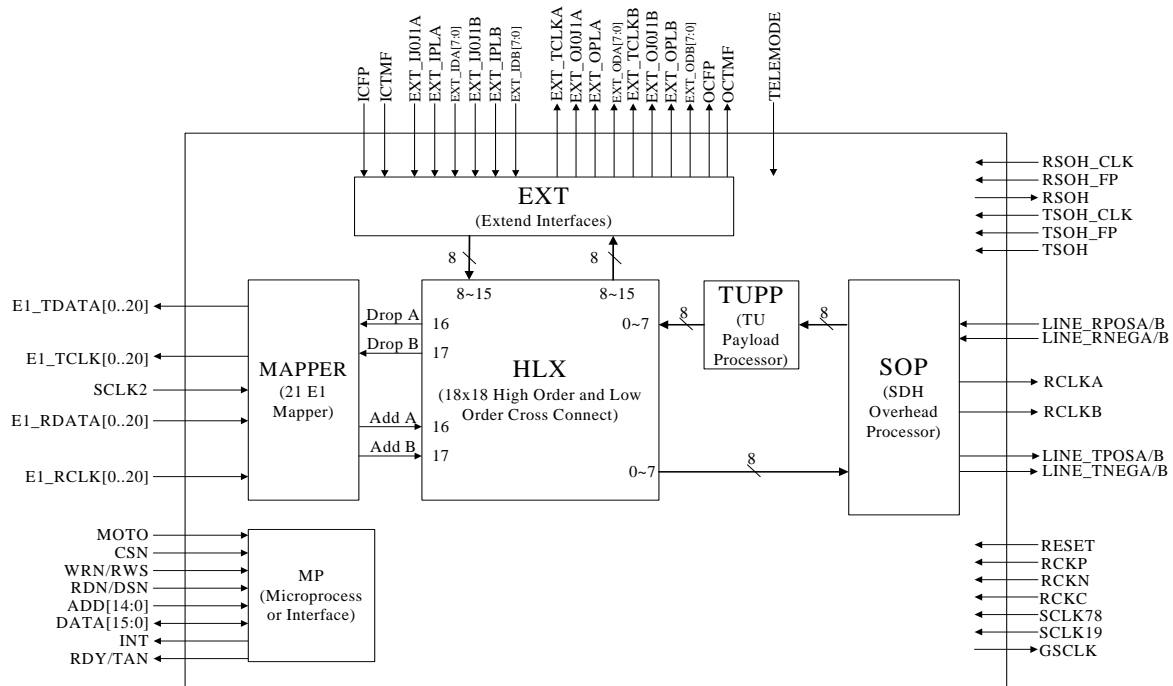 ICFP
ICTMF
EXT_IJ0J1A
EXT_IPLA
EXT_IDA[7:0]
EXT_IJ0J1B
EXT_IPLB
EXT_IDB[7:0]
EXT_TCLKA
EXT_OJ0J1A
EXT_OPLA
EXT_ODA[7:0]
EXT_TCLKB
EXT_OJ0J1B
EXT_OPLB
EXT_ODB[7:0]
OCFP
OCTMF
TELEMODE
RSOH_CLK
RSOH_FP
RSOH
TSOH_CLK
TSOH_FP
TSOH
EXT
(Extend Interfaces)
8
8
8~15
8~15
E1_TDATA[0..20]
E1_TCLK[0..20]
SCLK2
E1_RDATA[0..20]
E1_RCLK[0..20]
MAPPER
(21 E1
Mapper)
Drop A
Drop B
Add A
Add B
16
17
16
17
HLX
(18x18 High Order and Low
Order Cross Connect)
0~7
0~7
8
8
8
TUPP
(TU
Payload
Processor)
SOP
(SDH
Overhead
Processor)
LINE_RPOSA/B
LINE_RNEGA/B
RCLKA
RCLKB
LINE_TPOSA/B
LINE_TNEGA/B
MOTO
CSN
WRN/RWS
RDN/DSN
ADD[14:0]
DATA[15:0]
INT
RDY/TAN
MP
(Microprocess
or Interface)
RESET
RCKP
RCKN
RCKC
SCLK78
SCLK19
GSCLK